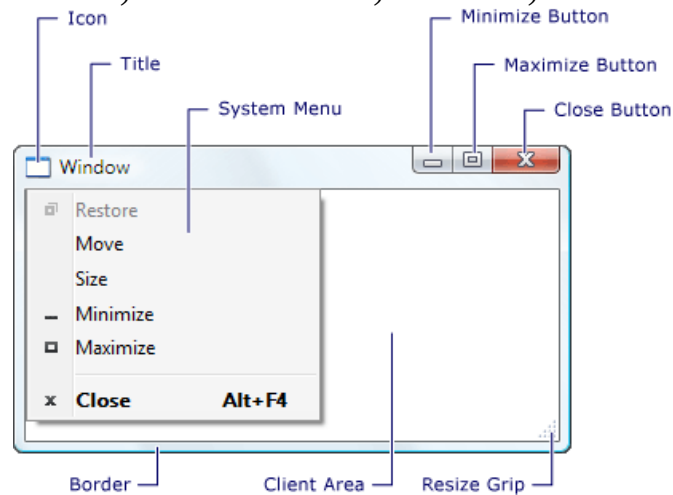 Icon
Minimize Button
Title
Maximize Button
System Menu
Close Button
Window
Restore
Move
Size
Minimize
Maximize
Close Alt+F4
Border
Client Area
Resize Grip